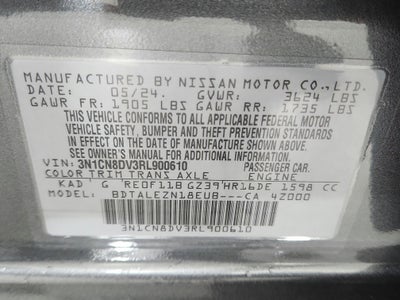 MANUFACTURED BY NISSAN MOTOR CO., LTD.
DATE: 05/24. GVWR: 3624 LBS
GAWR FR: 1905 LBS GAWR RR: 1735 LBS
THIS VEHICLE CONFORMS TO ALL APPLICABLE FEDERAL MOTOR
VEHICLE SAFETY, BUMPER AND THEFT PREVENTION STANDARDS
IN EFFECT ON THE DATE OF MANUFACTURE SHOWN ABOVE.
SEE OWNER'S MANUAL FOR ADDITIONAL INFORMATION
VIN: 3N1CN8DV3RL900610 PASSENGER CAR.
COLOR TRIM TRANS AXLE ENGINE
KAD G RE0F11B GZ39 HR16DE 1598 CC
MODEL: BDTALEZN18EUB---CA 4Z000
3N1CN8DV3RL900610